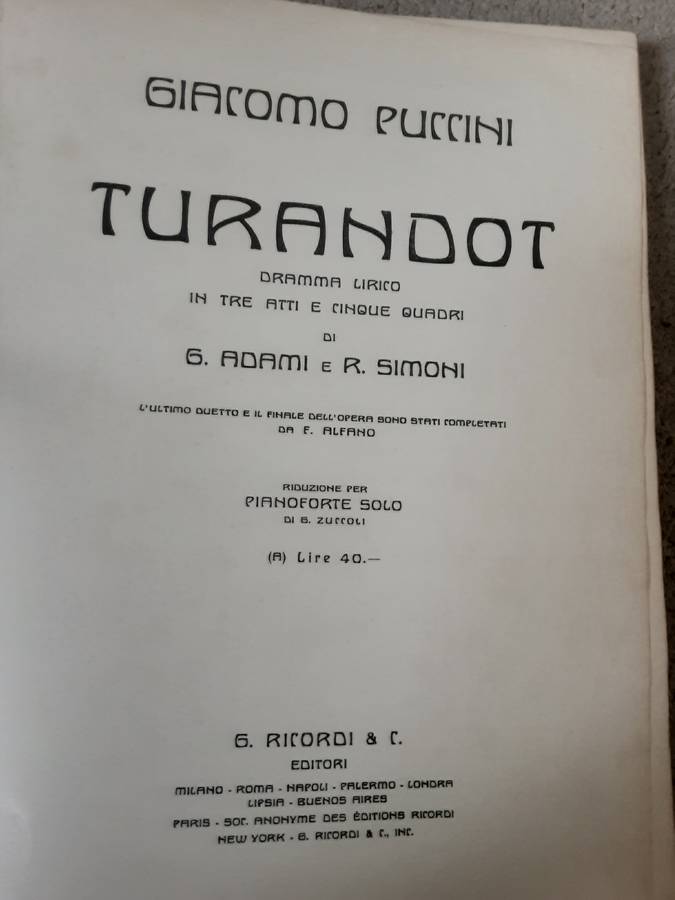 GIACOMO PUCCINI
TURANDOT
DRAMMA LIRICO
IN TRE ATTI E CINQUE QUADRI
DI
G. ADAMI E R. SIMONI
L'ULTIMO DUETTO E IL FINALE DELL'OPERA SONO STATI COMPLETATI
DA F. ALFANO
RIDUZIONE PER
PIANOFORTE SOLO
DI G. ZUCCOLI
(A) Lire 40.—
G. RICORDI & C.
EDITORI
MILANO - ROMA - NAPOLI - PALERMO - LONDRA
LIPSIA - BUENOS AIRES
PARIS - SOC. ANONYME DES ÉDITIONS RICORDI
NEW YORK - G. RICORDI & C., INC.